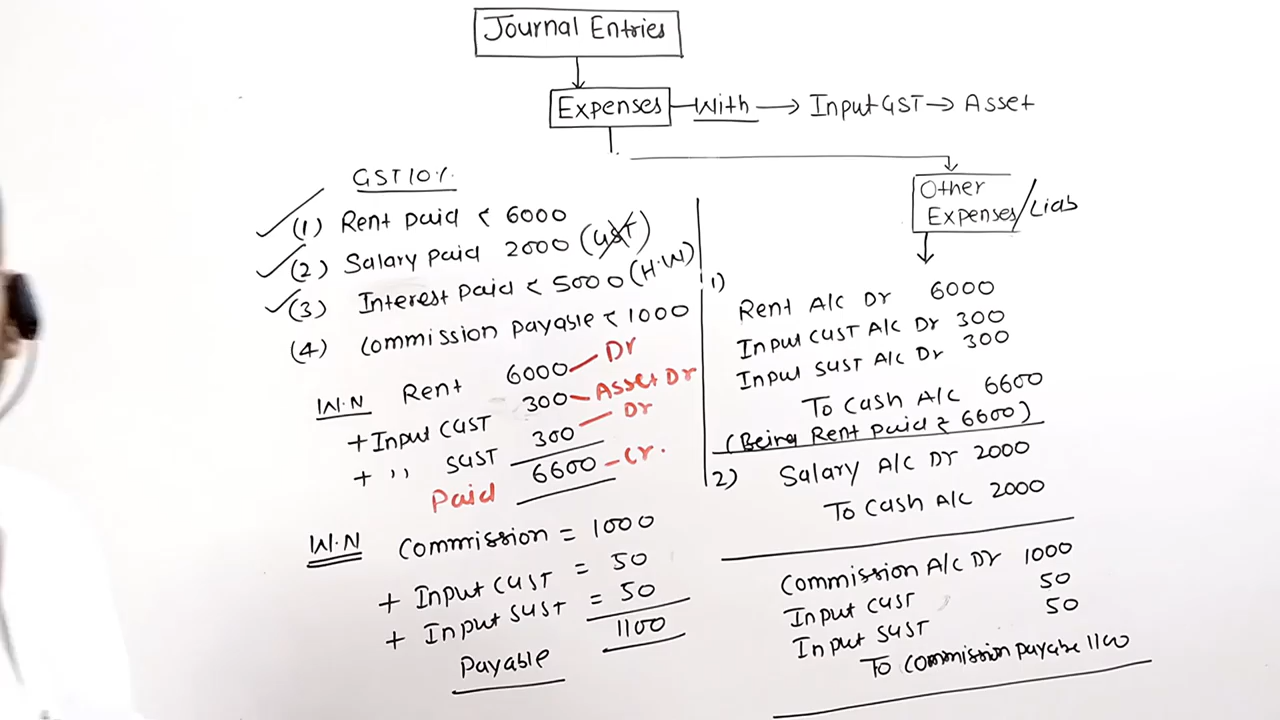 Journal Entries
Expenses With → Input GST → Asset
Other
Expenses/Liab
GST 10%
(1) Rent paid ₹ 6000
(2) Salary paid 2000 (GST)
(3) Interest paid ₹ 5000 (H.W)
(4) Commission payable ₹ 1000
W.N Rent 6000 – Dr
+ Input CGST 300 – Asset Dr
+ ,, SGST 300 – Dr
Paid 6600 – Cr.
W.N Commission = 1000
+ Input CGST = 50
+ Input SGST = 50
1100
Payable
1)
Rent A/c Dr 6000
Input CGST A/c Dr 300
Input SGST A/c Dr 300
To Cash A/c 6600
(Being Rent paid ₹ 6600)
2) Salary A/c Dr 2000
To Cash A/c 2000
Commission A/c Dr 1000
Input CGST 50
Input SGST 50
To Commission payable 1100